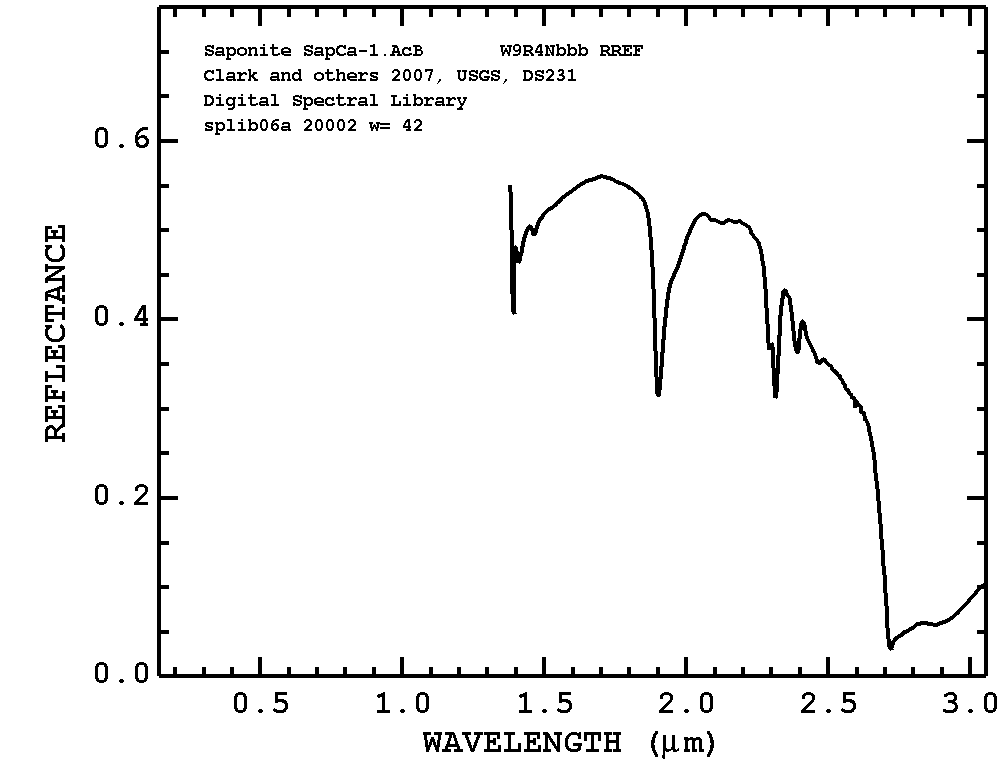 Saponite SapCa-1.AcB W9R4Nbbb RREF
Clark and others 2007, USGS, DS231
Digital Spectral Library
splib06a 20002 w= 42
0.6
0.4
0.2
0.0
REFLECTANCE
0.5 1.0 1.5 2.0 2.5 3.0
WAVELENGTH (μm)